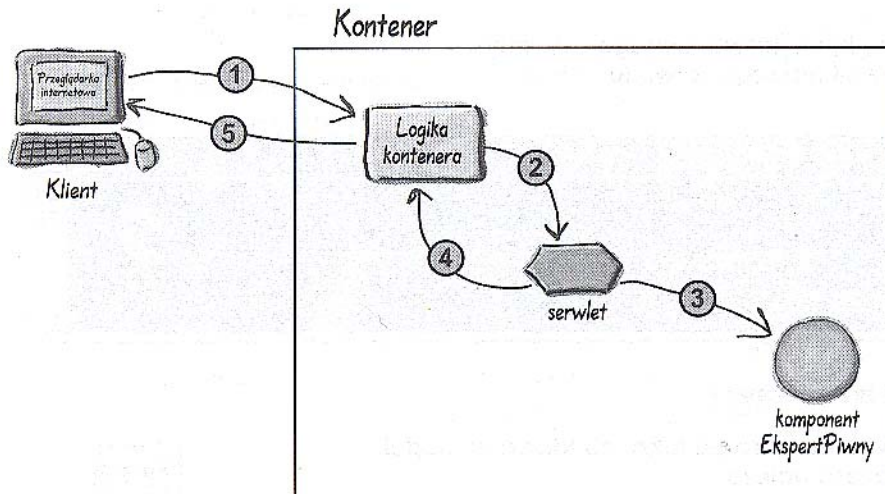 Kontener
Przeglądarka
internetowa
1
5
Logika
kontenera
2
Klient
4
3
serwlet
komponent
EkspertPiwny